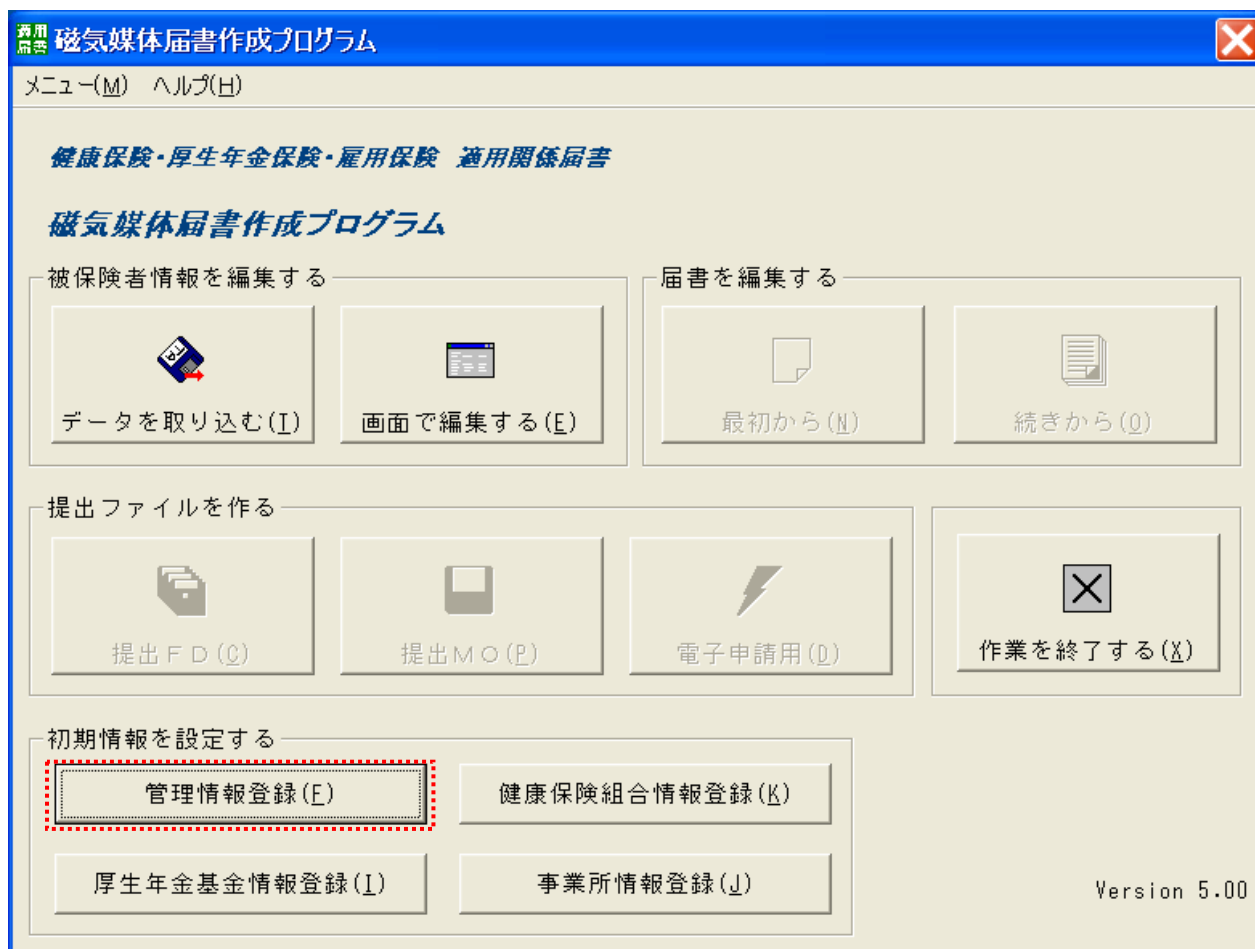 適用
届書 磁気媒体届書作成プログラム
メニュー(M) ヘルプ(H)
健康保険・厚生年金保険・雇用保険 適用関係届書
磁気媒体届書作成プログラム
被保険者情報を編集する
データを取り込む(I) 画面で編集する(E)
届書を編集する
最初から(N) 続きから(O)
提出ファイルを作る
提出FD(C) 提出MO(P) 電子申請用(D)
作業を終了する(X)
初期情報を設定する
管理情報登録(F) 健康保険組合情報登録(K)
厚生年金基金情報登録(I) 事業所情報登録(J)
Version 5.00